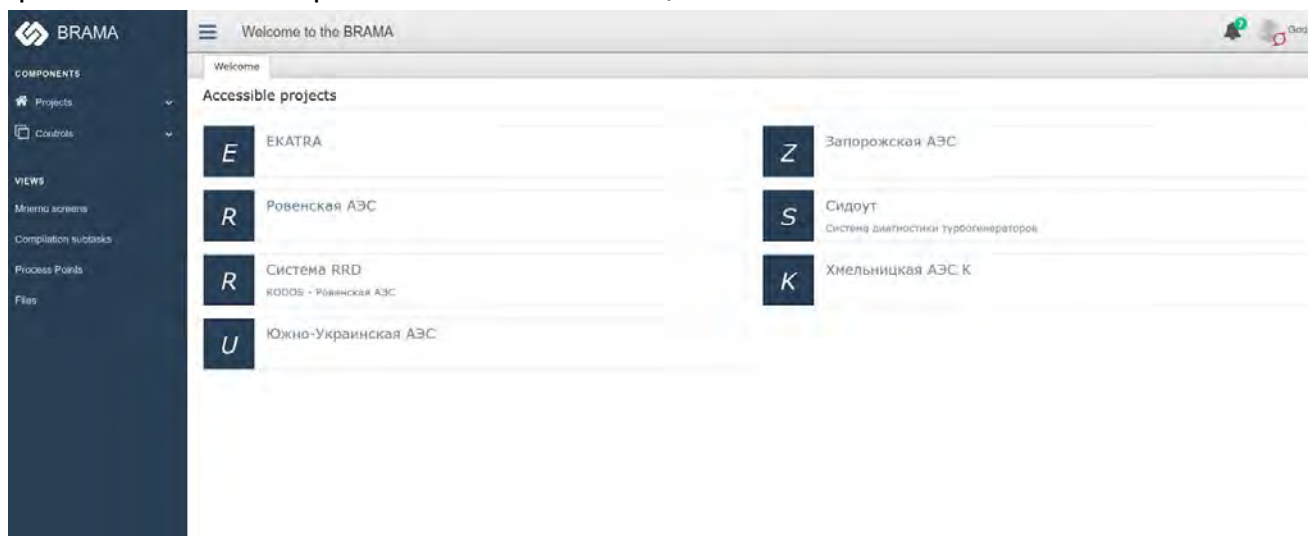 BRAMA
Welcome to the BRAMA
7
COMPONENTS
Projects
Controls
VIEWS
Mnemo screens
Compilation subtasks
Process Points
Files
Welcome
Accessible projects
E
EKATRA
Z
Запорожская АЭС
R
Ровенская АЭС
S
Сидоут
Система диагностики турбогенераторов
R
Система RRD
RODOS - Ровенская АЭС
K
Хмельницкая АЭС К
U
Южно-Украинская АЭС